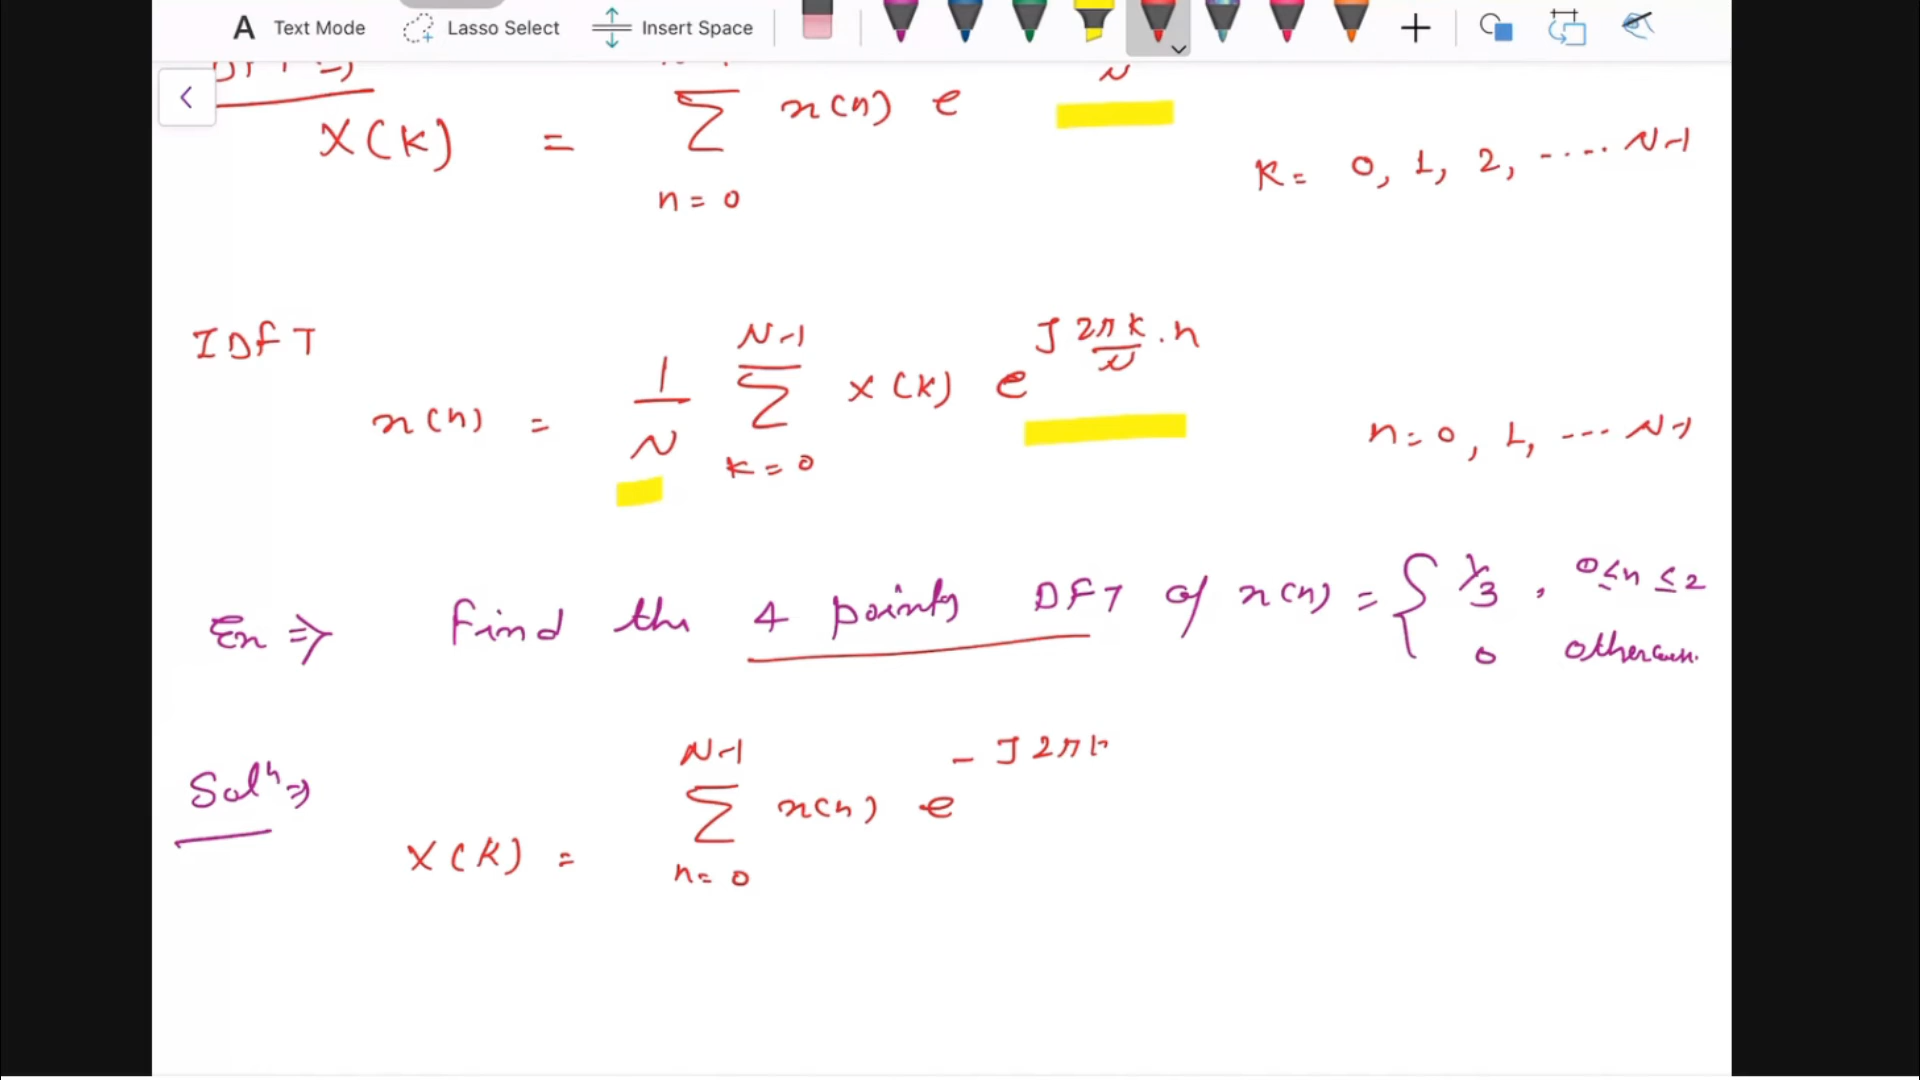 A Text Mode Lasso Select Insert Space
X(K) = Σ x(n) e N
n = 0
K = 0, 1, 2, ---- N-1
IDFT
x(n) = 1/N Σ X(K) e^(J 2πK/N . n)
N-1
K = 0
n = 0, 1, --- N-1
Ex ⇒ Find the 4 points DFT of x(n) = { 1/3 , 0≤n≤2
0 otherwise.
Solⁿ ⇒
N-1
X(K) = Σ x(n) e^(- J 2π
n = 0